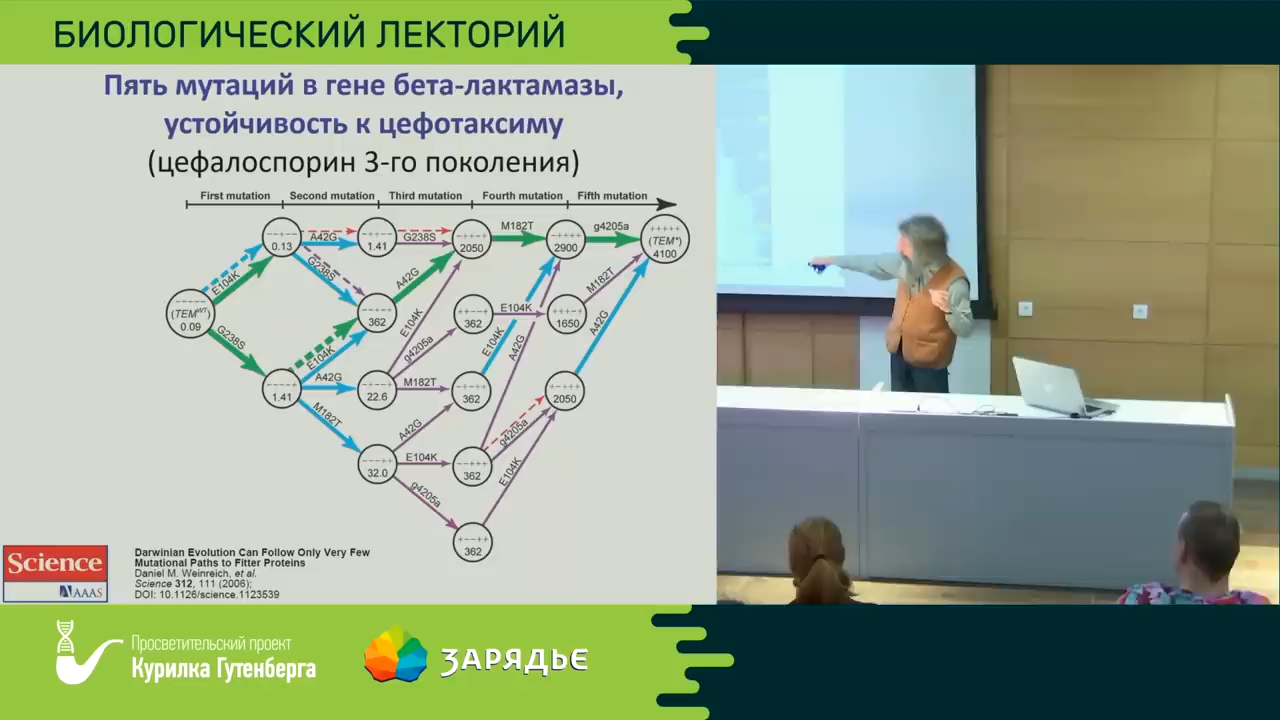 БИОЛОГИЧЕСКИЙ ЛЕКТОРИЙ
Пять мутаций в гене бета-лактамазы,
устойчивость к цефотаксиму
(цефалоспорин 3-го поколения)
First mutation Second mutation Third mutation Fourth mutation Fifth mutation
E104K
G238S
A42G
G238S
G238S
A42G
M182T
g4205a
E104K
A42G
M182T
E104K
g4205a
M182T
A42G
E104K
g4205a
E104K
E104K
A42G
g4205a
E104K
M182T
A42G
(TEMWT)
0.09
0.13
1.41
1.41
362
22.6
32.0
2050
362
362
362
362
2900
1650
2050
+++++
(TEM*)
4100
Science
AAAS
Darwinian Evolution Can Follow Only Very Few
Mutational Paths to Fitter Proteins
Daniel M. Weinreich, et al.
Science 312, 111 (2006);
DOI: 10.1126/science.1123539
Просветительский проект
Курилка Гутенберга
ЗАРЯДЬЕ